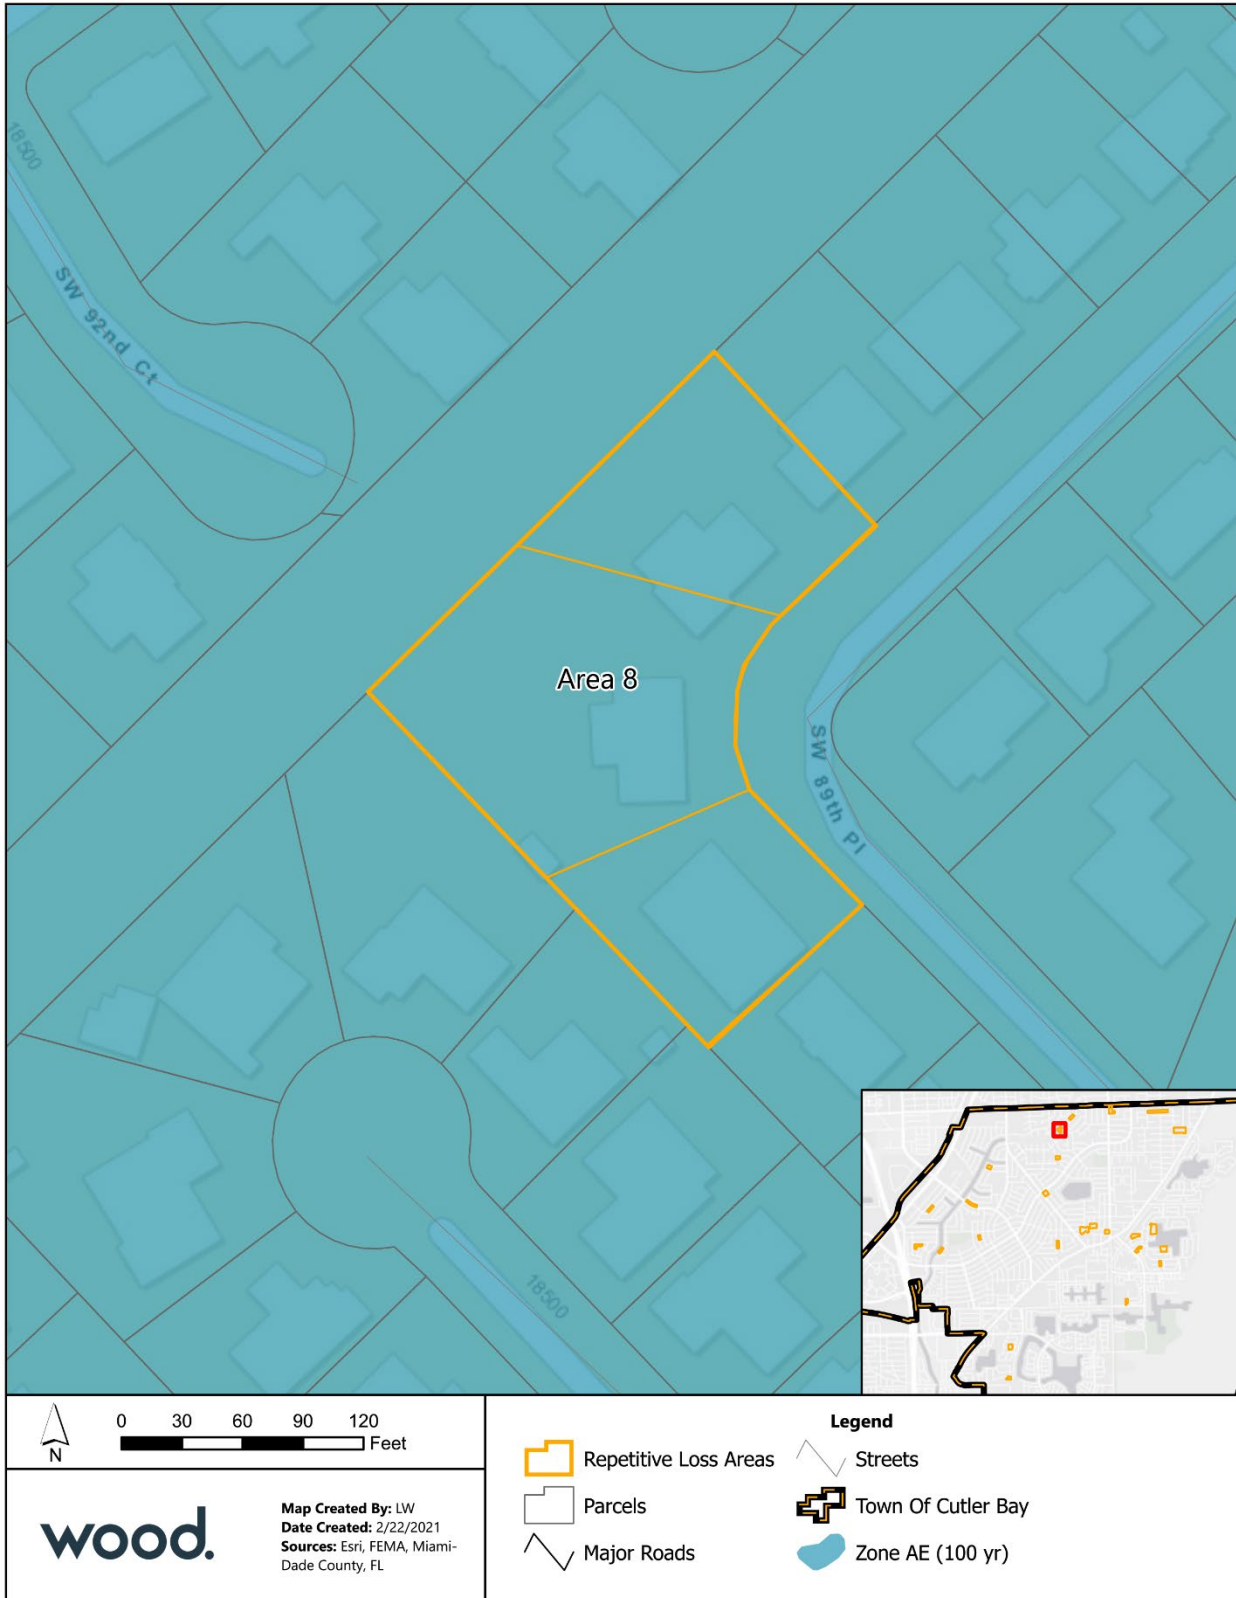 18500
SW 92nd Ct
Area 8
SW 89th Pl
18500
0 30 60 90 120
Feet
N
wood.
Map Created By: LW
Date Created: 2/22/2021
Sources: Esri, FEMA, Miami-
Dade County, FL
Legend
Repetitive Loss Areas
Streets
Parcels
Town Of Cutler Bay
Major Roads
Zone AE (100 yr)